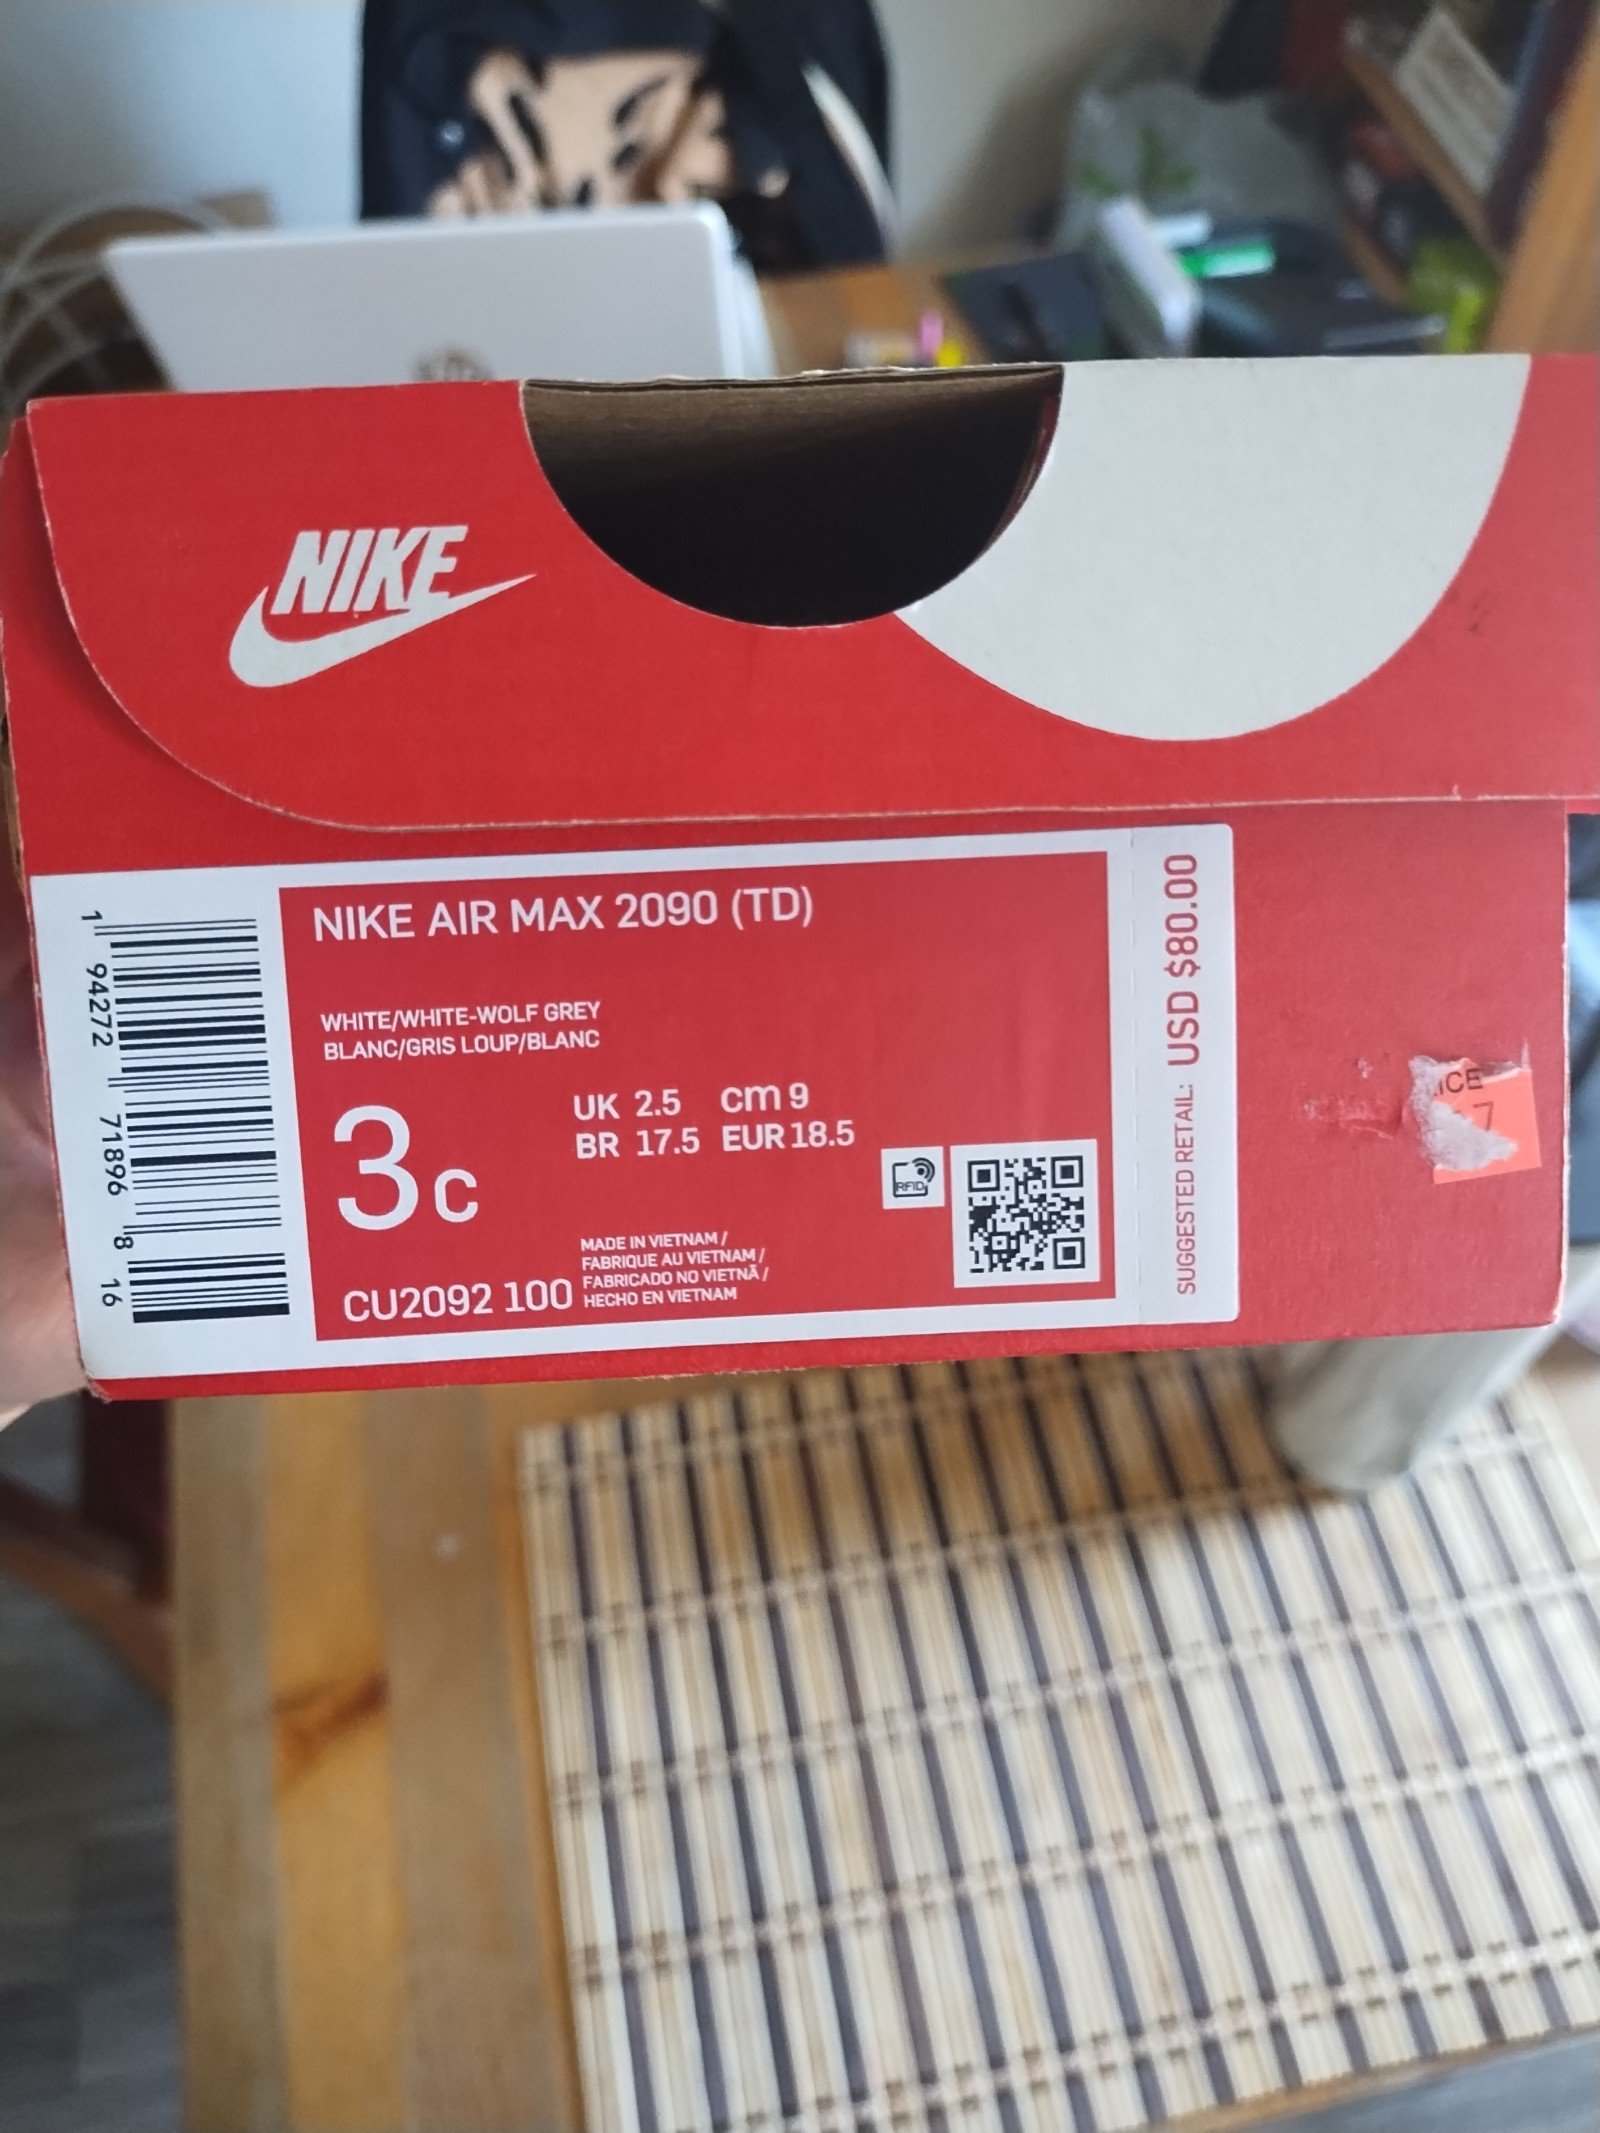 NIKE
NIKE AIR MAX 2090 (TD)
WHITE/WHITE-WOLF GREY
BLANC/GRIS LOUP/BLANC
3C
UK 2.5 cm 9
BR 17.5 EUR 18.5
RFID
CU2092 100
MADE IN VIETNAM /
FABRIQUE AU VIETNAM /
FABRICADO NO VIETNÃ /
HECHO EN VIETNAM
1 94272 71896 8 16
SUGGESTED RETAIL: USD $80.00